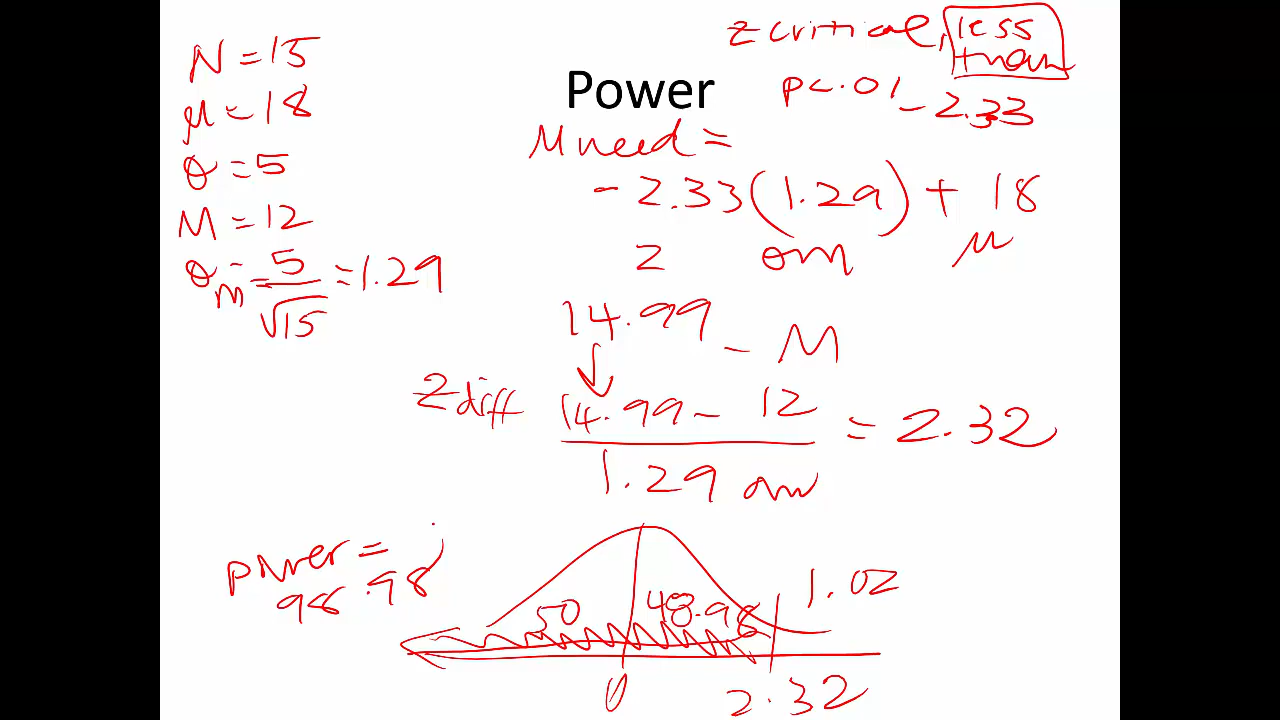 N = 15
μ = 18
σ = 5
M = 12
σM = 5/√15 = 1.29
Power
z critical, less than
p < .01 - 2.33
M need =
- 2.33 (1.29) + 18
z σM μ
14.99
- M
z diff 14.99 - 12 = 2.32
1.29 σM
power =
98.98
50 48.98 1.02
0 2.32